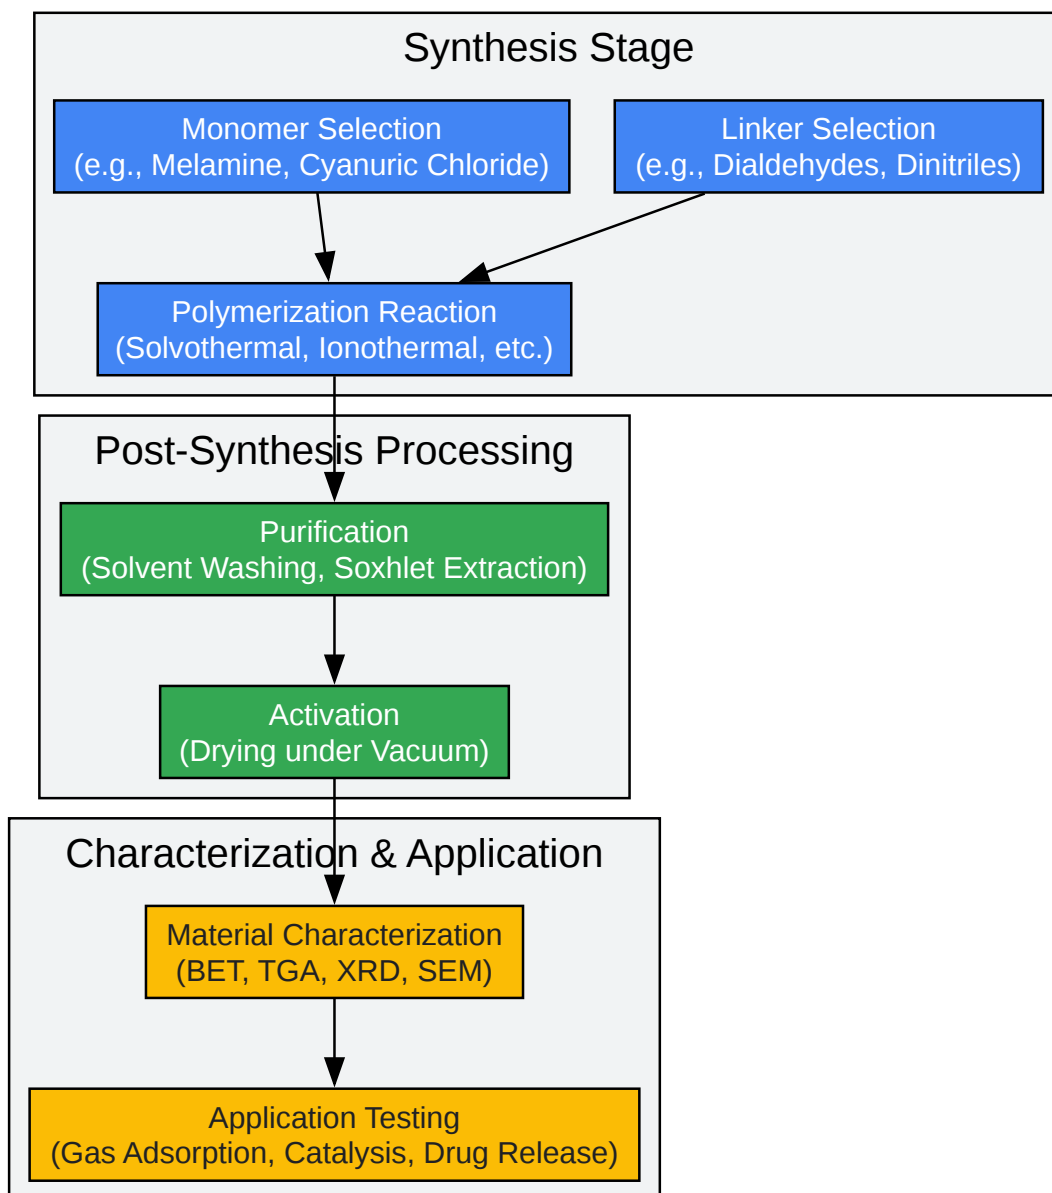 Synthesis Stage
Monomer Selection
(e.g., Melamine, Cyanuric Chloride)
Linker Selection
(e.g., Dialdehydes, Dinitriles)
Polymerization Reaction
(Solvothermal, Ionothermal, etc.)
Post-Synthesis Processing
Purification
(Solvent Washing, Soxhlet Extraction)
Activation
(Drying under Vacuum)
Characterization & Application
Material Characterization
(BET, TGA, XRD, SEM)
Application Testing
(Gas Adsorption, Catalysis, Drug Release)